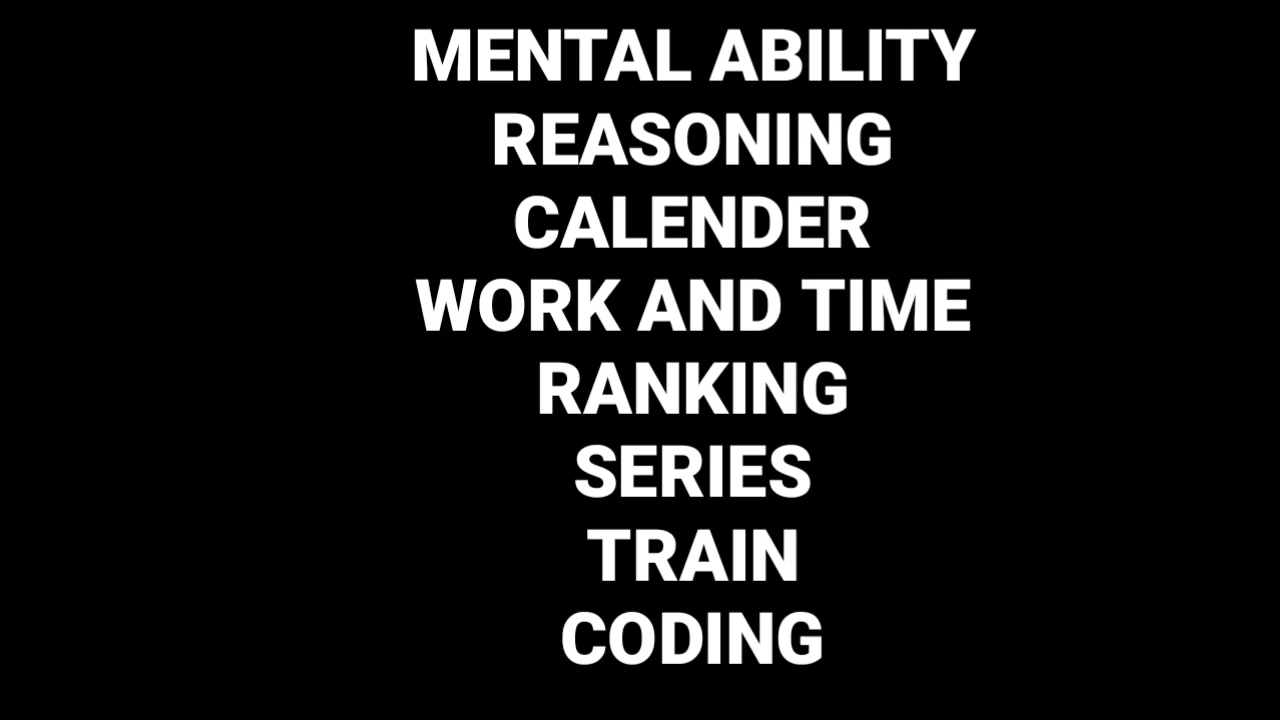 MENTAL ABILITY
REASONING
CALENDER
WORK AND TIME
RANKING
SERIES
TRAIN
CODING